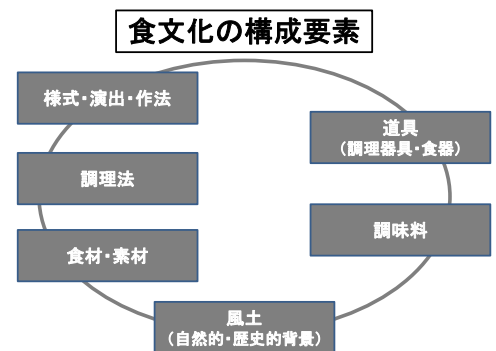 食文化の構成要素
様式・演出・作法
道具
（調理器具・食器）
調理法
調味料
食材・素材
風土
（自然的・歴史的背景）